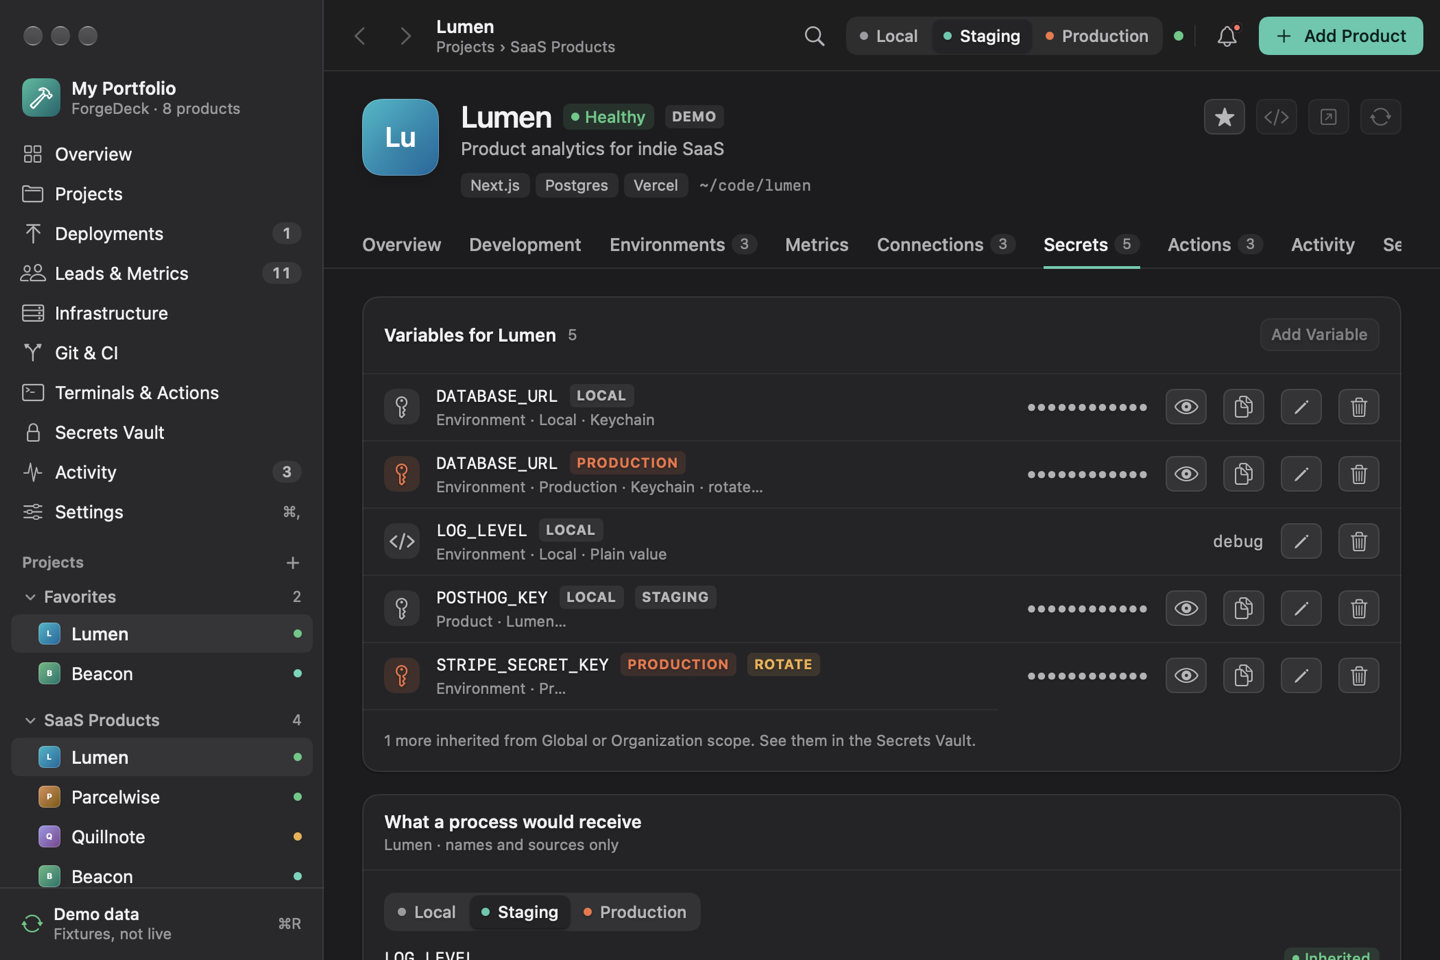 My Portfolio
ForgeDeck · 8 products
Overview
Projects
Deployments 1
Leads & Metrics 11
Infrastructure
Git & CI
Terminals & Actions
Secrets Vault
Activity 3
Settings ⌘,
Projects +
Favorites 2
L Lumen
B Beacon
SaaS Products 4
L Lumen
P Parcelwise
Q Quillnote
B Beacon
Demo data ⌘R
Fixtures, not live
Lumen
Projects › SaaS Products
Local Staging Production
+ Add Product
Lu
Lumen Healthy DEMO
Product analytics for indie SaaS
Next.js Postgres Vercel ~/code/lumen
Overview Development Environments 3 Metrics Connections 3 Secrets 5 Actions 3 Activity Se
Variables for Lumen 5 Add Variable
DATABASE_URL LOCAL
Environment · Local · Keychain ••••••••••••
DATABASE_URL PRODUCTION
Environment · Production · Keychain · rotate... ••••••••••••
LOG_LEVEL LOCAL
Environment · Local · Plain value debug
POSTHOG_KEY LOCAL STAGING
Product · Lumen... ••••••••••••
STRIPE_SECRET_KEY PRODUCTION ROTATE
Environment · Pr... ••••••••••••
1 more inherited from Global or Organization scope. See them in the Secrets Vault.
What a process would receive
Lumen · names and sources only
Local Staging Production
LOG_LEVEL Inherited